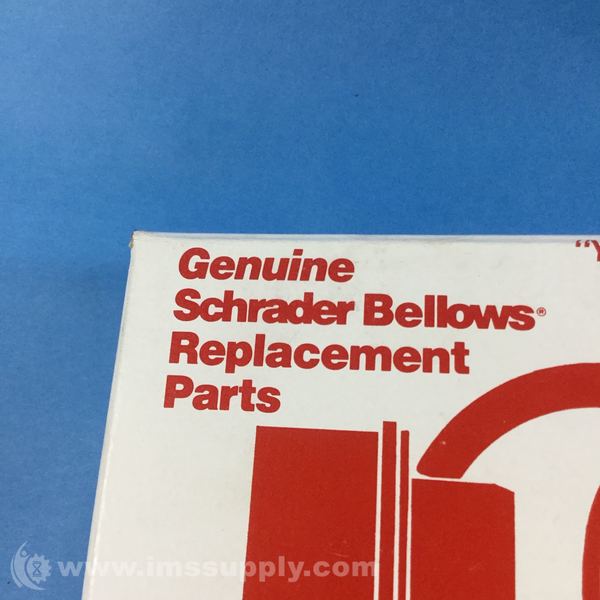 Genuine
Schrader Bellows®
Replacement
Parts
www.imssupply.com